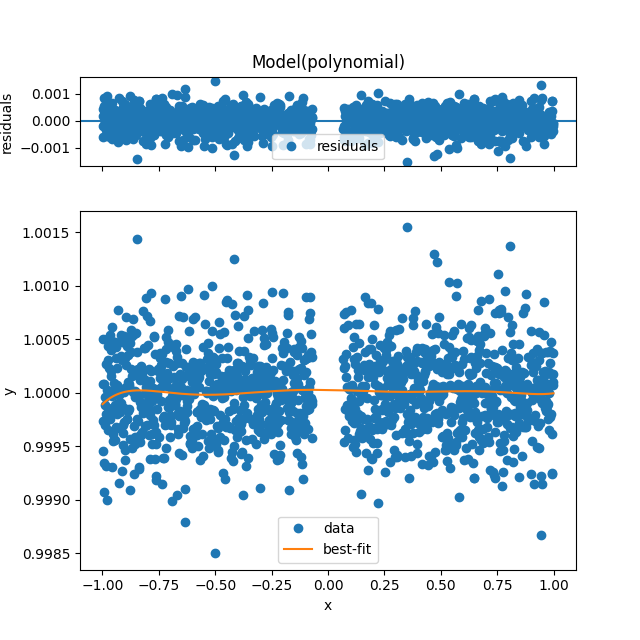 Model(polynomial)
residuals
0.001
0.000
−0.001
residuals
y
1.0015
1.0010
1.0005
1.0000
0.9995
0.9990
0.9985
data
best-fit
−1.00 −0.75 −0.50 −0.25 0.00 0.25 0.50 0.75 1.00
x